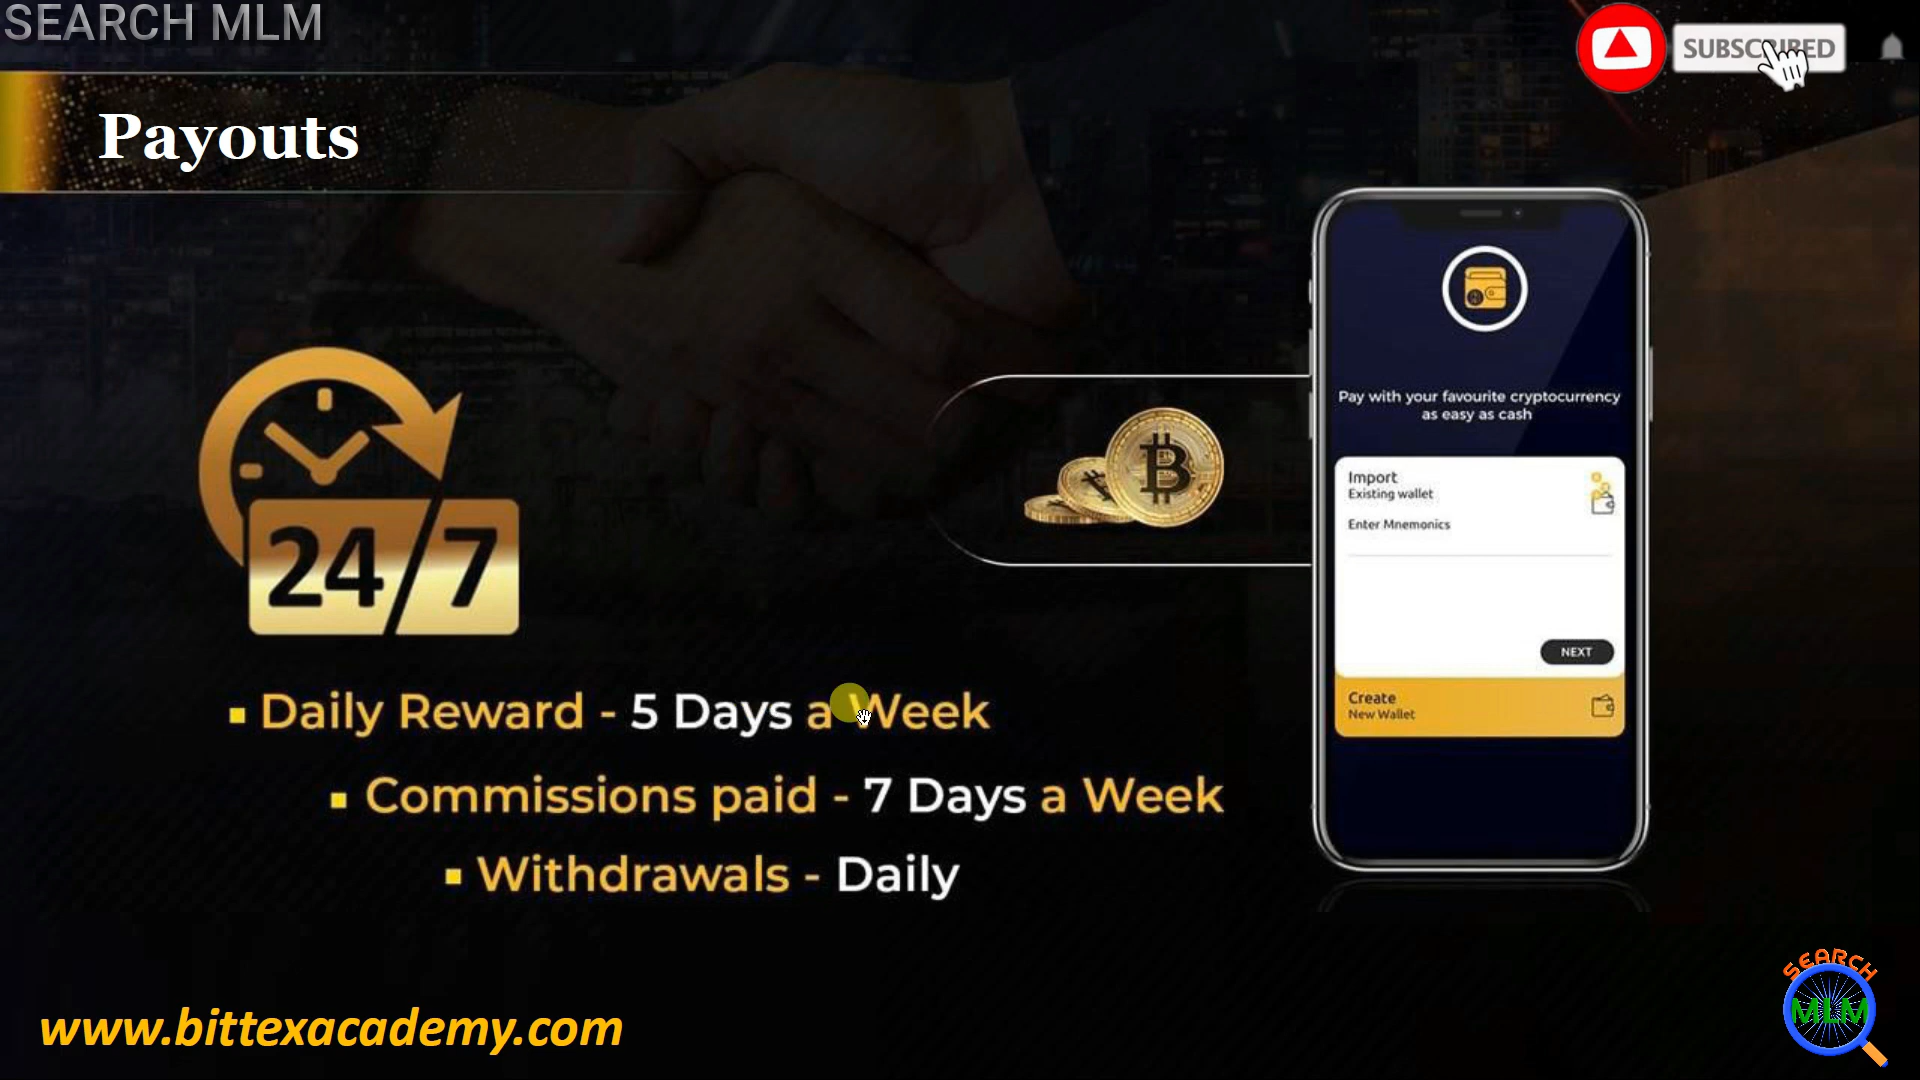 SEARCH MLM
SUBSCRIBED
Payouts
Pay with your favourite cryptocurrency
as easy as cash
Import
Existing wallet
Enter Mnemonics
NEXT
Create
New Wallet
24/7
Daily Reward - 5 Days a Week
Commissions paid - 7 Days a Week
Withdrawals - Daily
www.bittexacademy.com
SEARCH
MLM